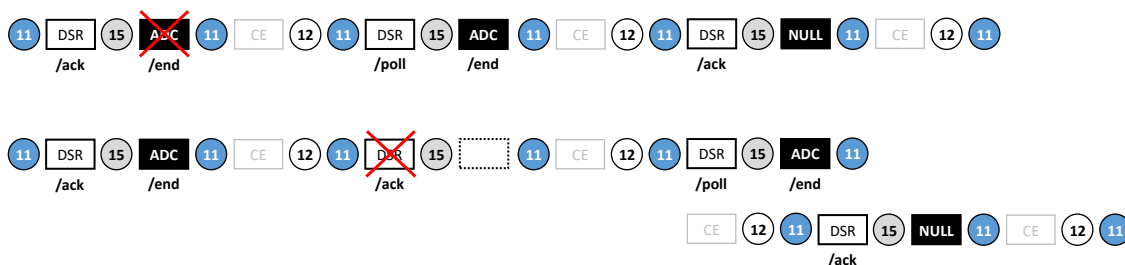 11 DSR 15 ADC 11 CE 12 11 DSR 15 ADC 11 CE 12 11 DSR 15 NULL 11 CE 12 11
/ack /end /poll /end /ack
11 DSR 15 ADC 11 CE 12 11 DSR 15 11 CE 12 11 DSR 15 ADC 11
/ack /end /ack /poll /end
CE 12 11 DSR 15 NULL 11 CE 12 11
/ack